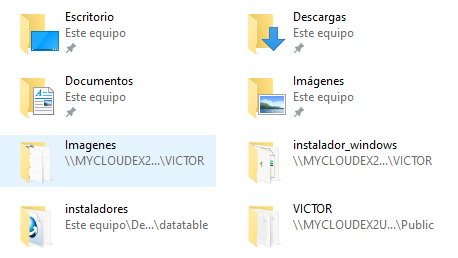 Escritorio
Este equipo
Descargas
Este equipo
Documentos
Este equipo
Imágenes
Este equipo
Imagenes
\\MYCLOUDEX2...\VICTOR
instalador_windows
\\MYCLOUDEX2...\VICTOR
instaladores
Este equipo\De...\datatable
VICTOR
\\MYCLOUDEX2U...\Public